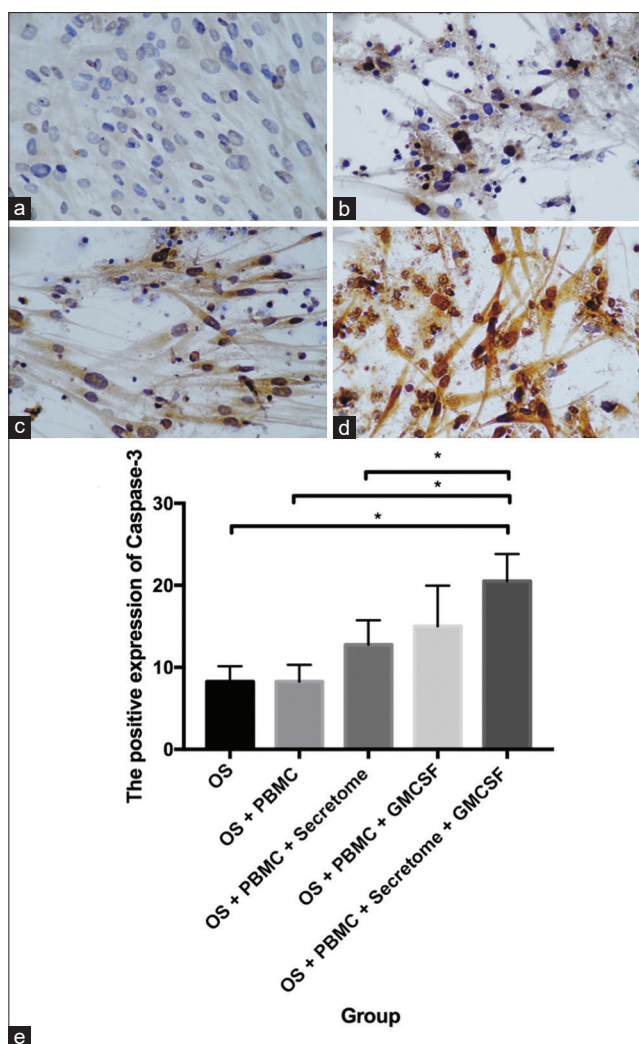 a
b
c
d
*
*
*
30
20
10
0
The positive expression of Caspase-3
OS
OS + PBMC
OS + PBMC + Secretome
OS + PBMC + GMCSF
OS + PBMC + Secretome + GMCSF
Group
e